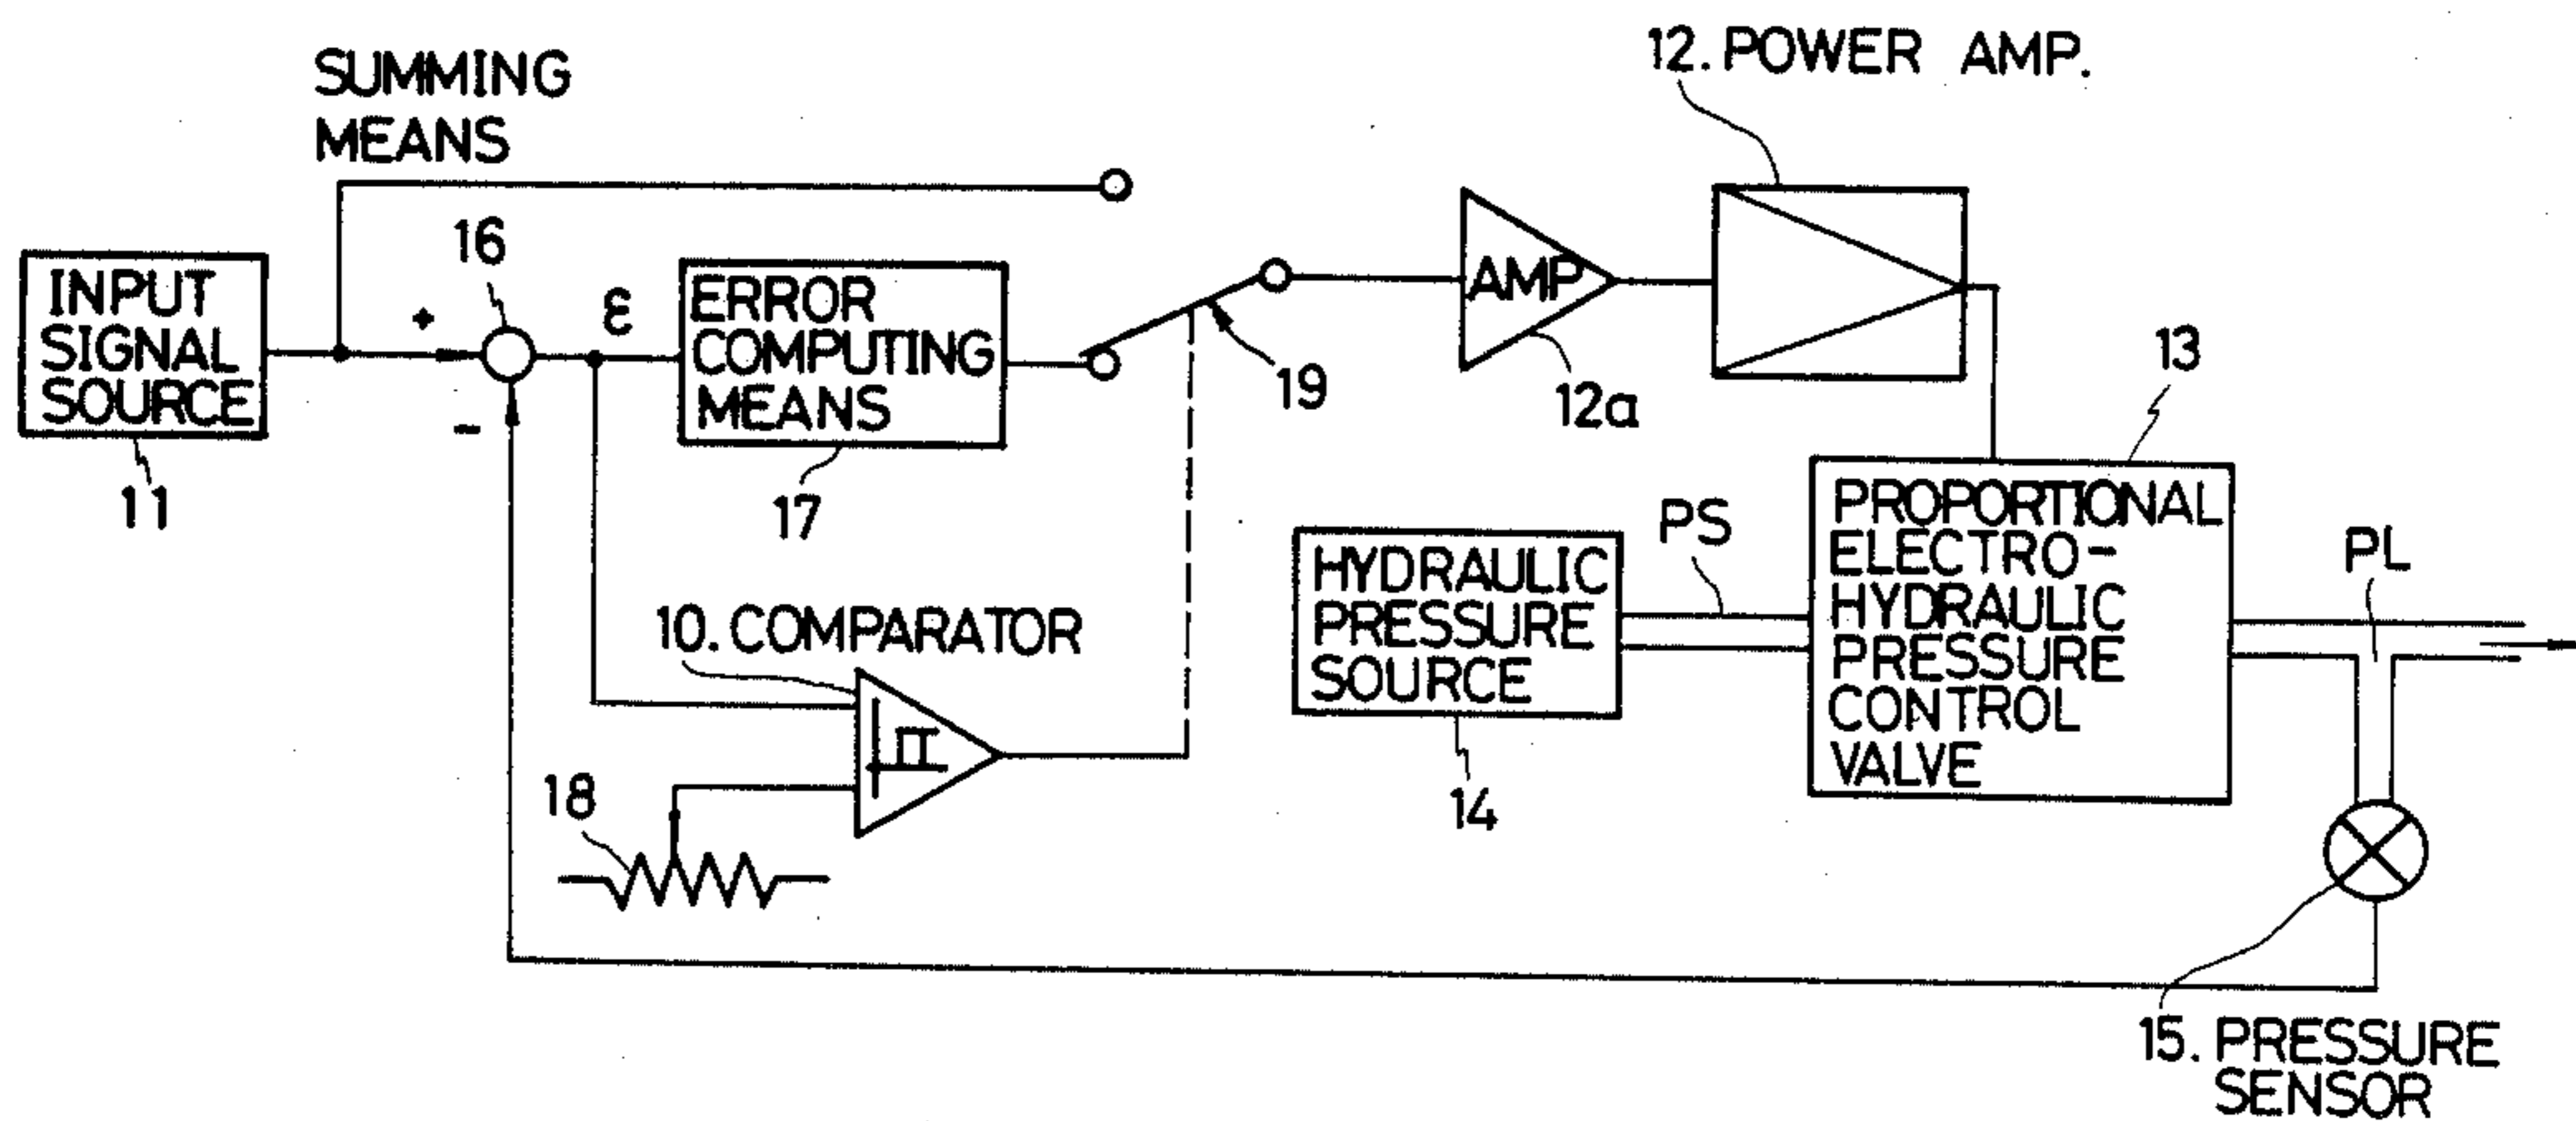 SUMMING
MEANS
12. POWER AMP.
16
+
ε
-
INPUT
SIGNAL
SOURCE
11
ERROR
COMPUTING
MEANS
17
19
AMP
12a
13
PROPORTIONAL
ELECTRO-
HYDRAULIC
PRESSURE
CONTROL
VALVE
PS
PL
HYDRAULIC
PRESSURE
SOURCE
14
10. COMPARATOR
18
15. PRESSURE
SENSOR